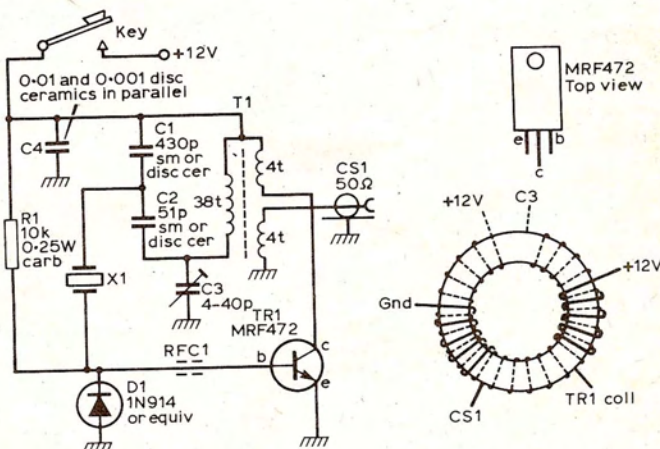 Key
+12V
0·01 and 0·001 disc
ceramics in parallel
T1
C4
C1
430p
sm or
disc cer
4t
CS1
50Ω
C2
51p
sm or
disc cer
38t
4t
R1
10k
0·25W
carb
X1
C3
4-40p
TR1
MRF472
RFC1
b
c
e
D1
1N914
or equiv
MRF472
Top view
e
b
c
+12V
C3
+12V
Gnd
CS1
TR1 coll